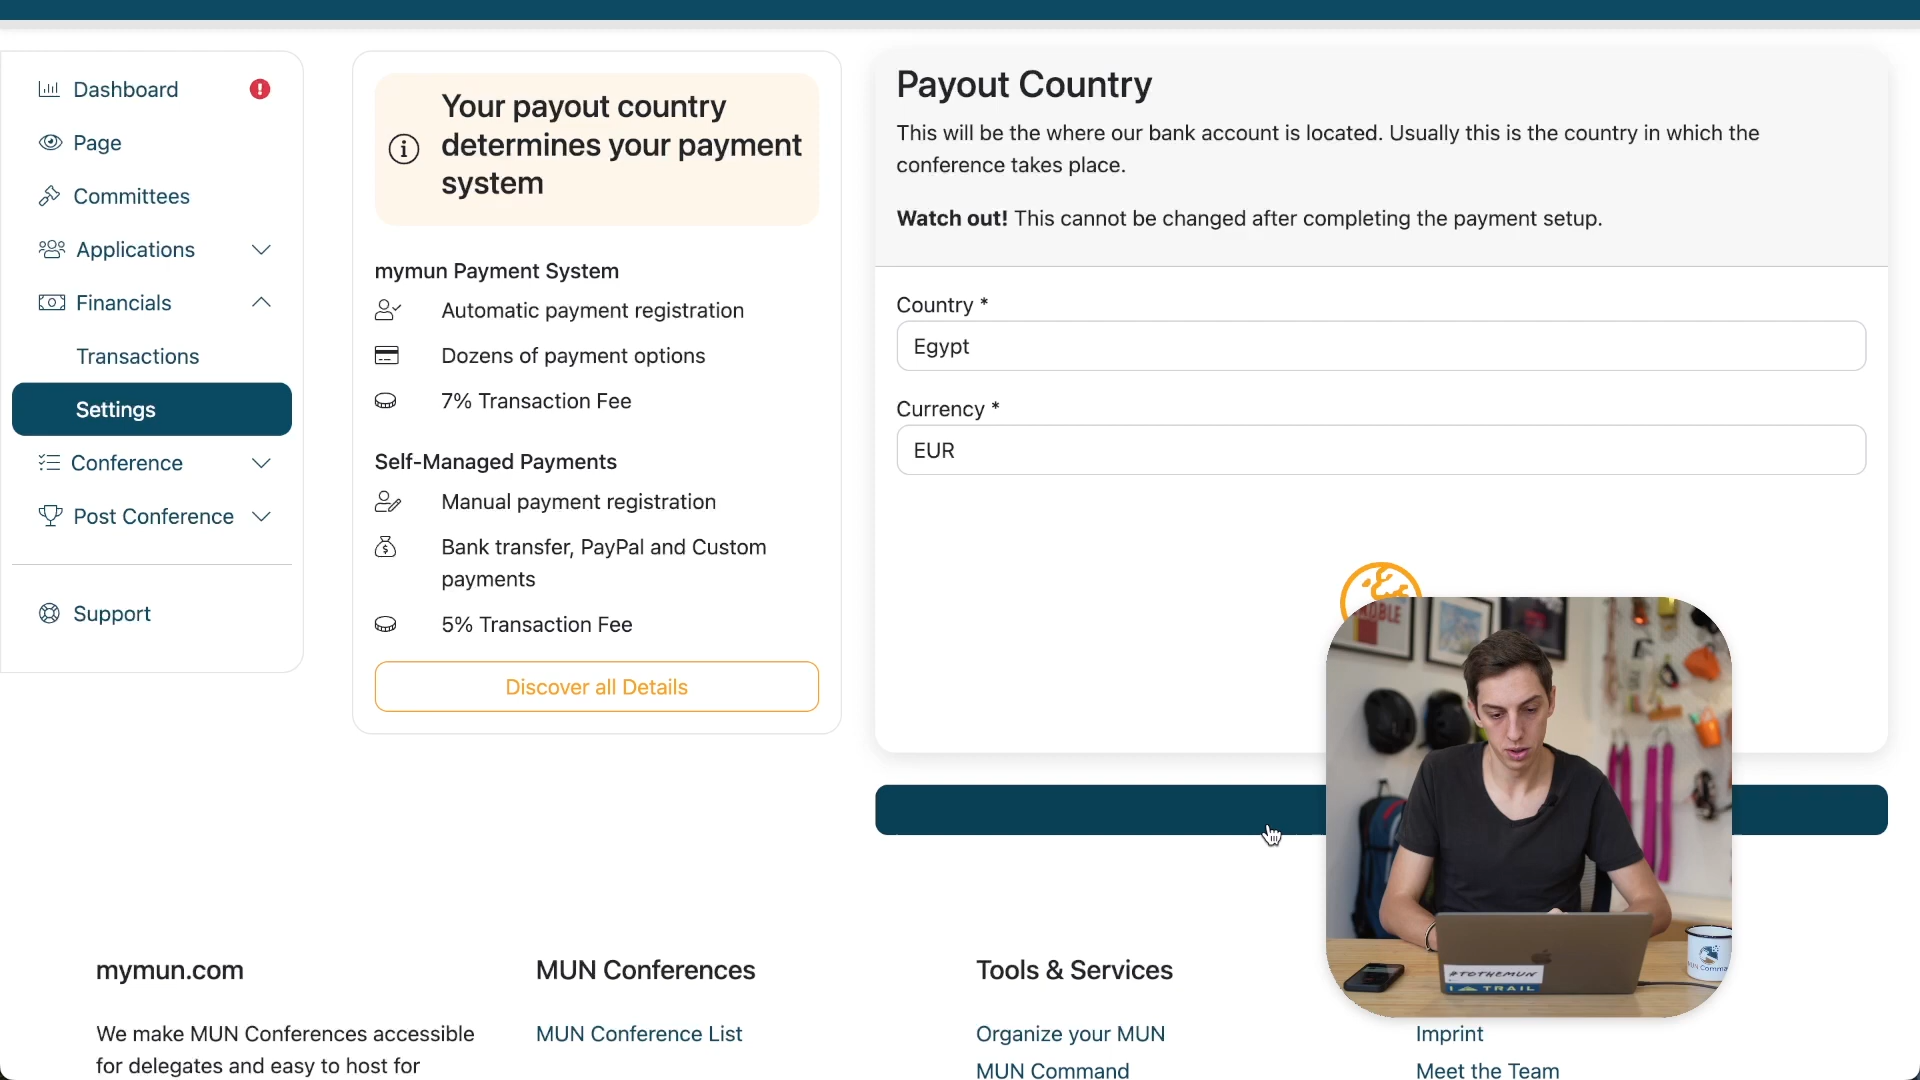 Dashboard
Page
Committees
Applications
Financials
Transactions
Settings
Conference
Post Conference
Support
Your payout country
determines your payment
system
mymun Payment System
Automatic payment registration
Dozens of payment options
7% Transaction Fee
Self-Managed Payments
Manual payment registration
Bank transfer, PayPal and Custom
payments
5% Transaction Fee
Discover all Details
Payout Country
This will be the where our bank account is located. Usually this is the country in which the
conference takes place.
Watch out! This cannot be changed after completing the payment setup.
Country *
Egypt
Currency *
EUR
#TOTHEMUN
TRAIL
mymun.com
We make MUN Conferences accessible
for delegates and easy to host for
MUN Conferences
MUN Conference List
Tools & Services
Organize your MUN
MUN Command
Imprint
Meet the Team